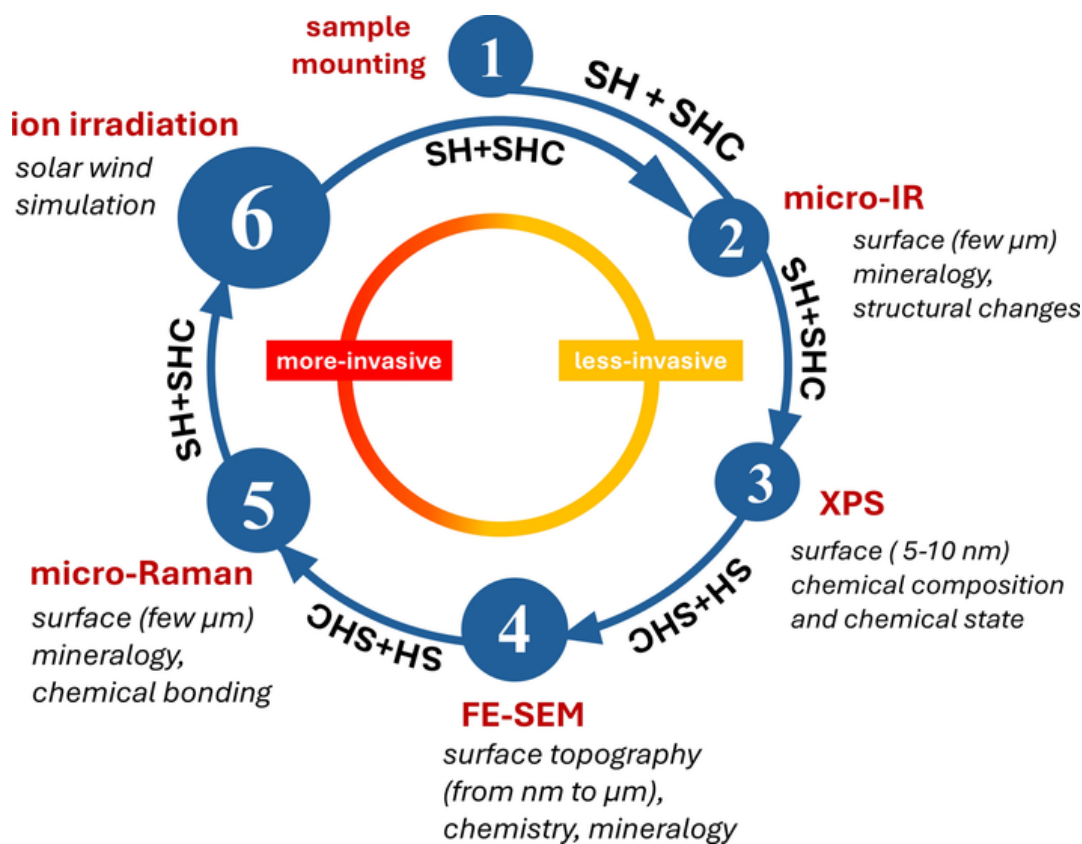 sample
mounting
1
SH + SHC
ion irradiation
solar wind
simulation
6
SH+SHC
2
micro-IR
surface (few µm)
mineralogy,
structural changes
SH+SHC
more-invasive
less-invasive
SH+SHC
3
XPS
surface ( 5-10 nm)
chemical composition
and chemical state
SH+SHC
4
FE-SEM
surface topography
(from nm to µm),
chemistry, mineralogy
SH+SHC
5
micro-Raman
surface (few µm)
mineralogy,
chemical bonding